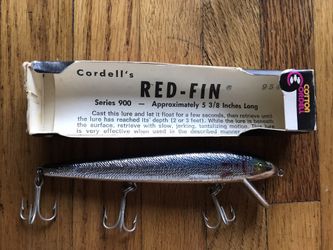 Cordell's
RED-FIN ®
Series 900 — Approximately 5 3/8 Inches Long
Cast this lure and let it float for a few seconds, then retrieve until
the lure has reached its' depth (2 or 3 feet). While the lure is beneath
the surface, retrieve with slow, jerking, tantalizing motion. This lure
is very effective when used in the described manner
COTTON
CORDELL